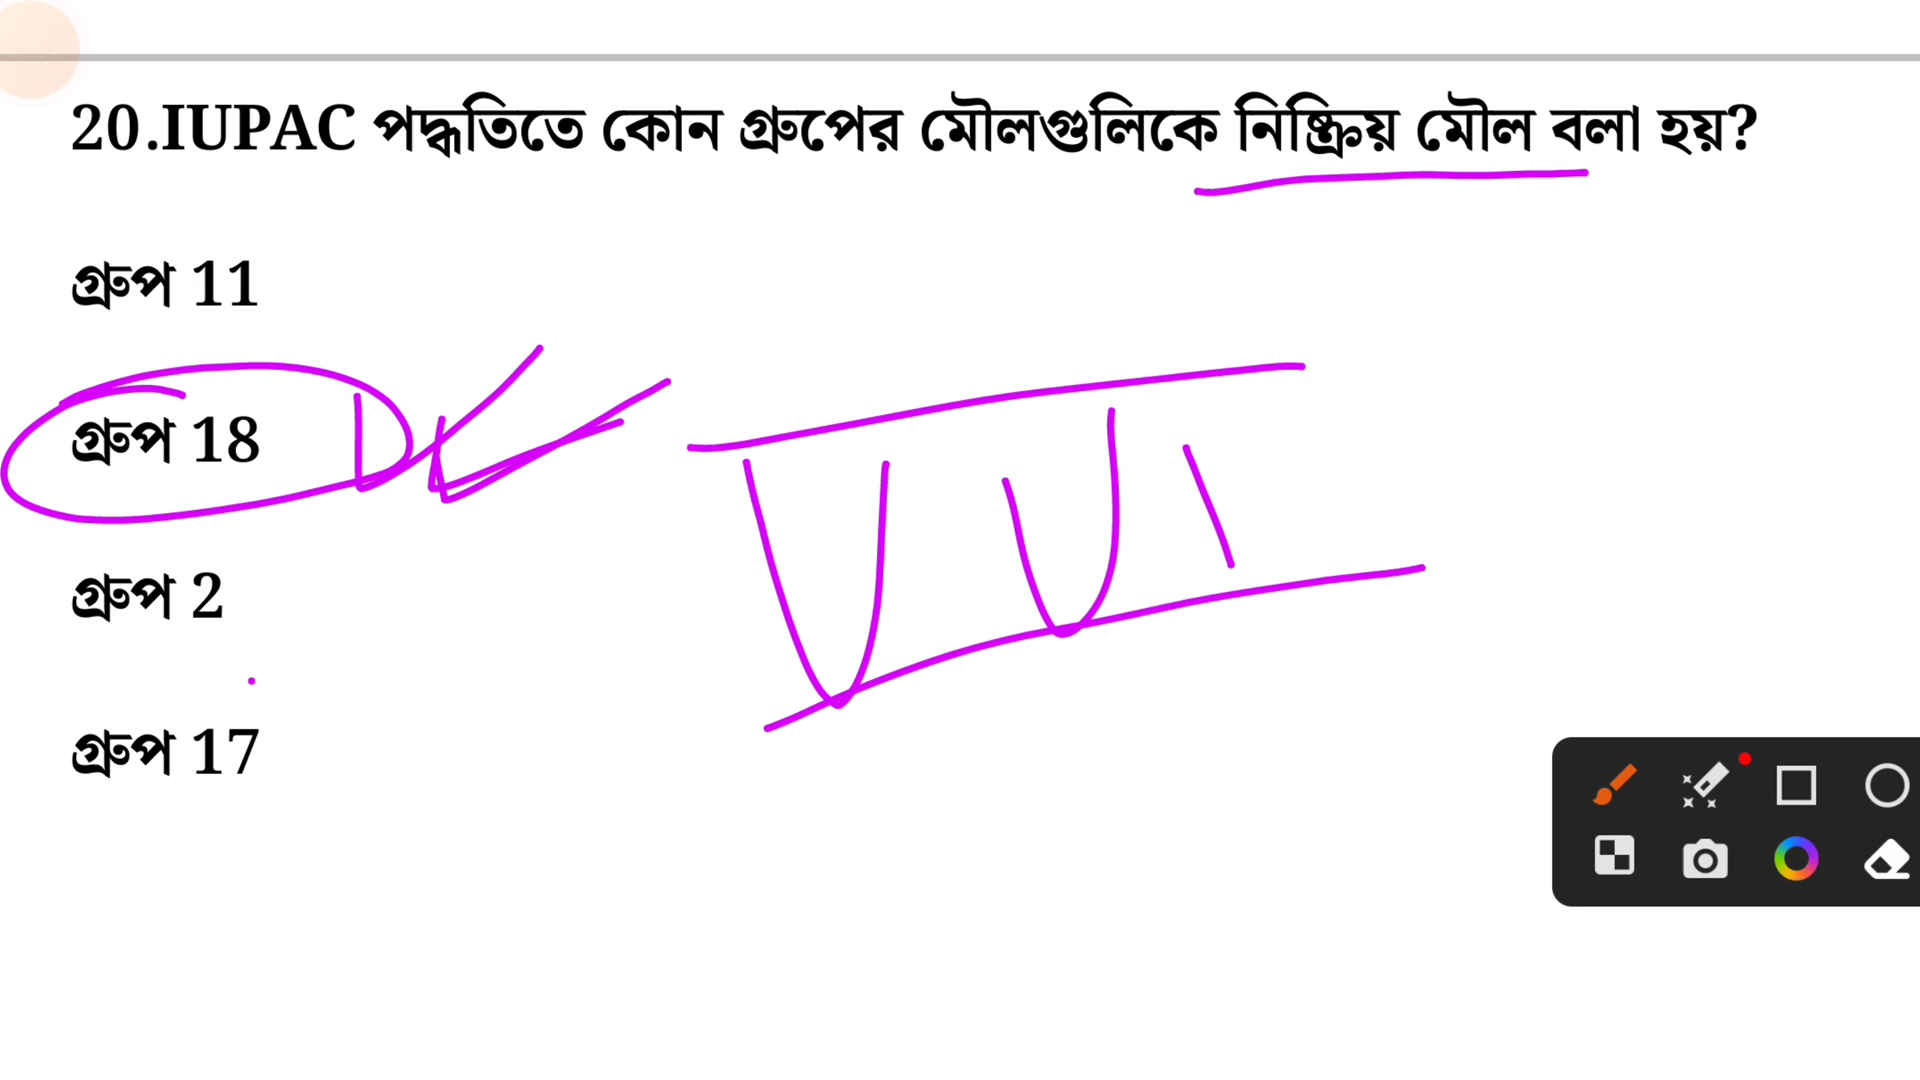 20.IUPAC পদ্ধতিতে কোন গ্রুপের মৌলগুলিকে নিষ্ক্রিয় মৌল বলা হয়?
গ্রুপ 11
গ্রুপ 18
গ্রুপ 2
গ্রুপ 17